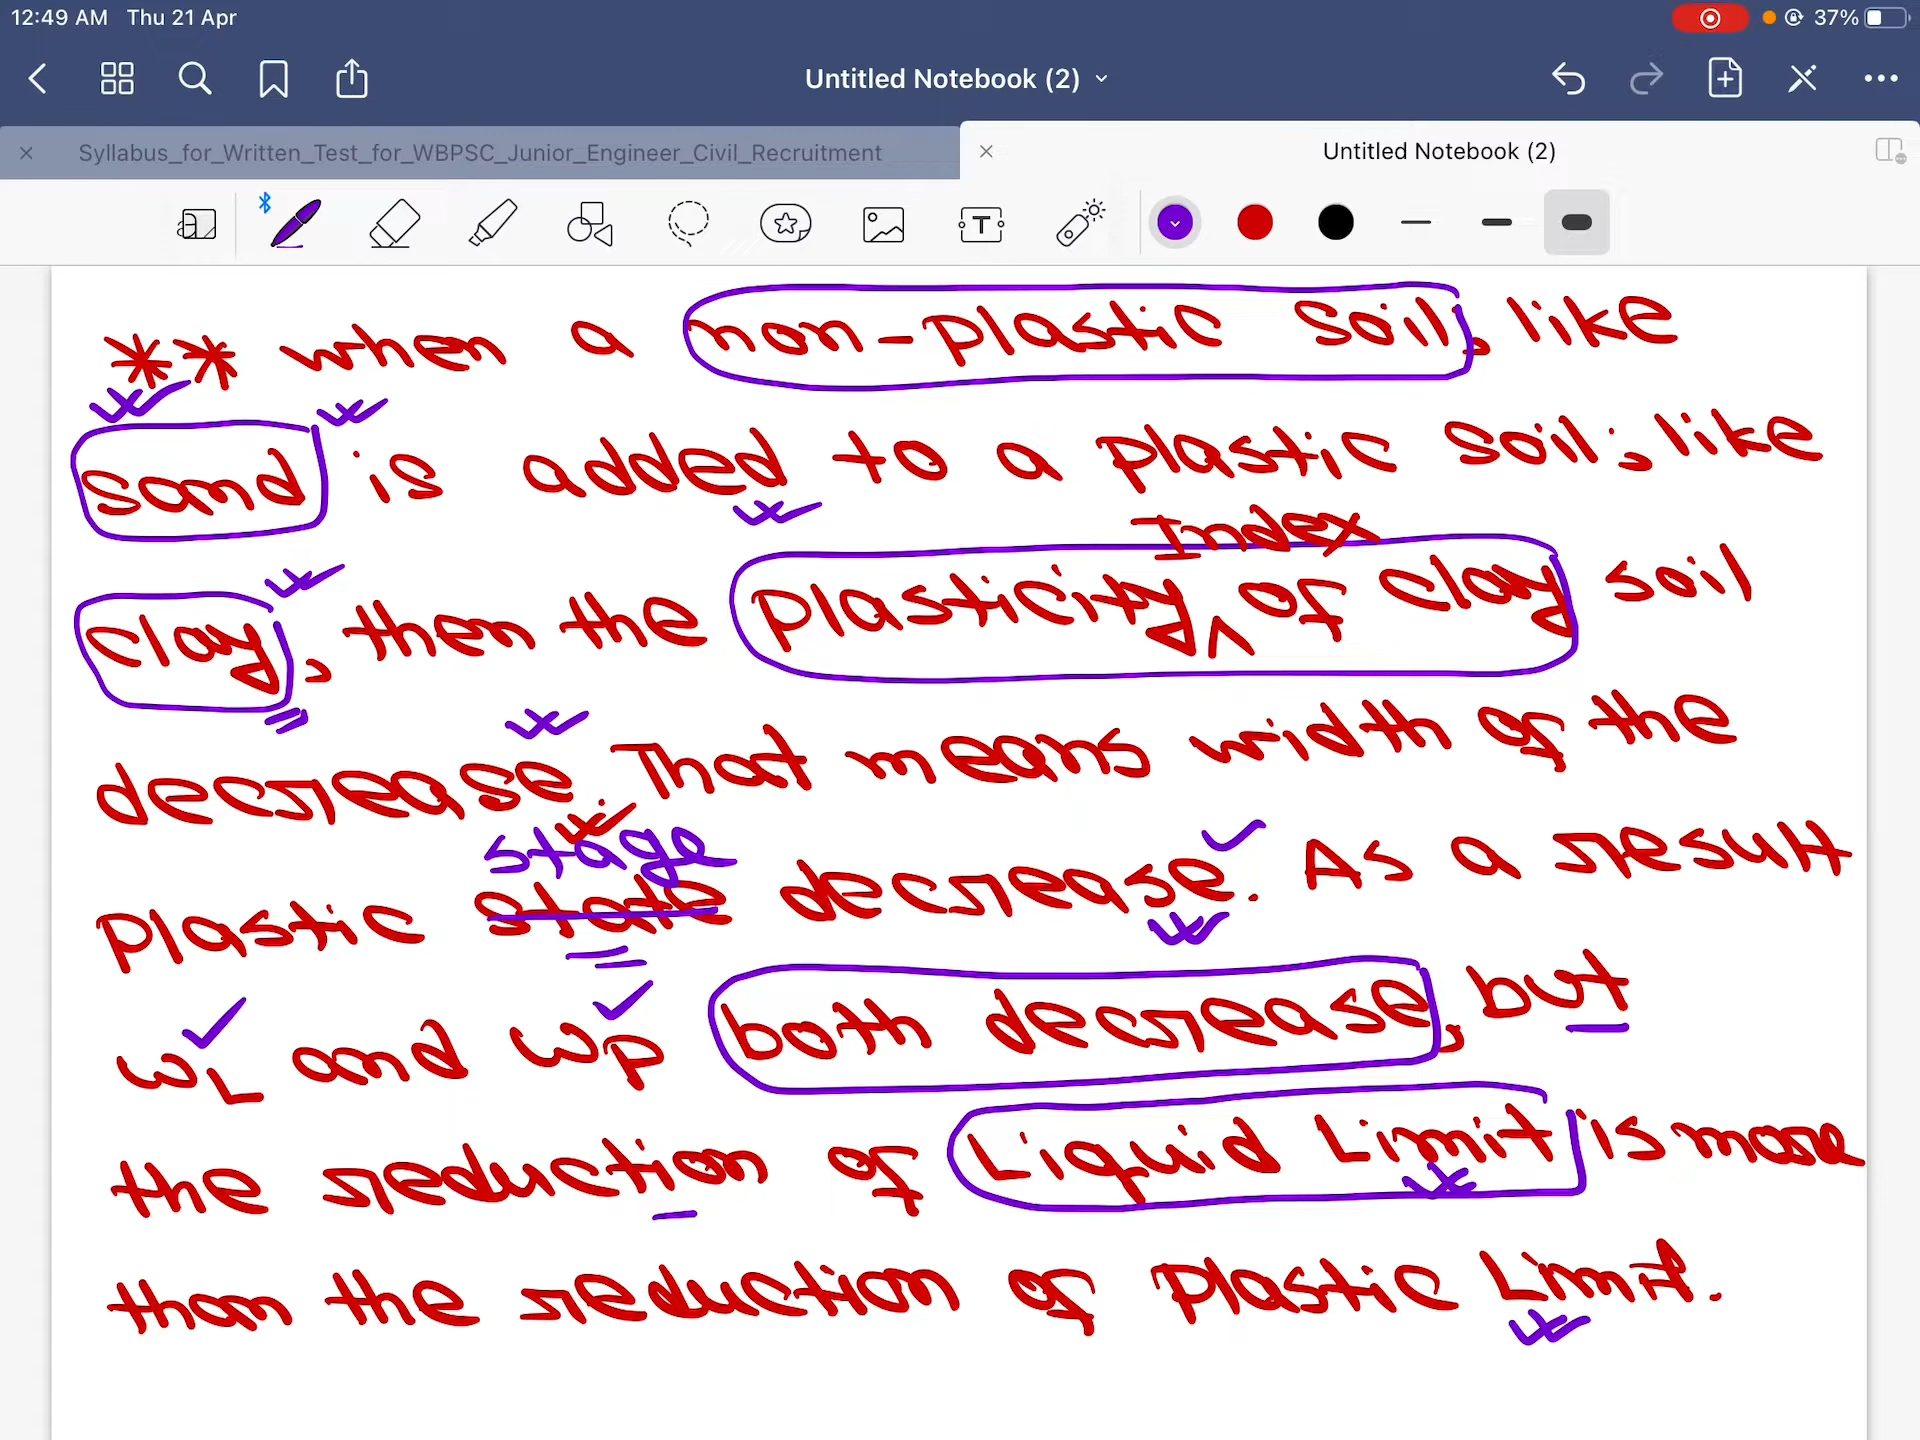 12:49 AM Thu 21 Apr
37%
Untitled Notebook (2)
Syllabus_for_Written_Test_for_WBPSC_Junior_Engineer_Civil_Recruitment
Untitled Notebook (2)
** when a non-plastic soil, like
sand is added to a plastic soil, like
Index
clay, then the plasticity ^ of clay soil
decrease. That means width of the
stage
plastic state decrease. As a result
wL and wP both decrease, but
the reduction of Liquid Limit is more
than the reduction of Plastic Limit.